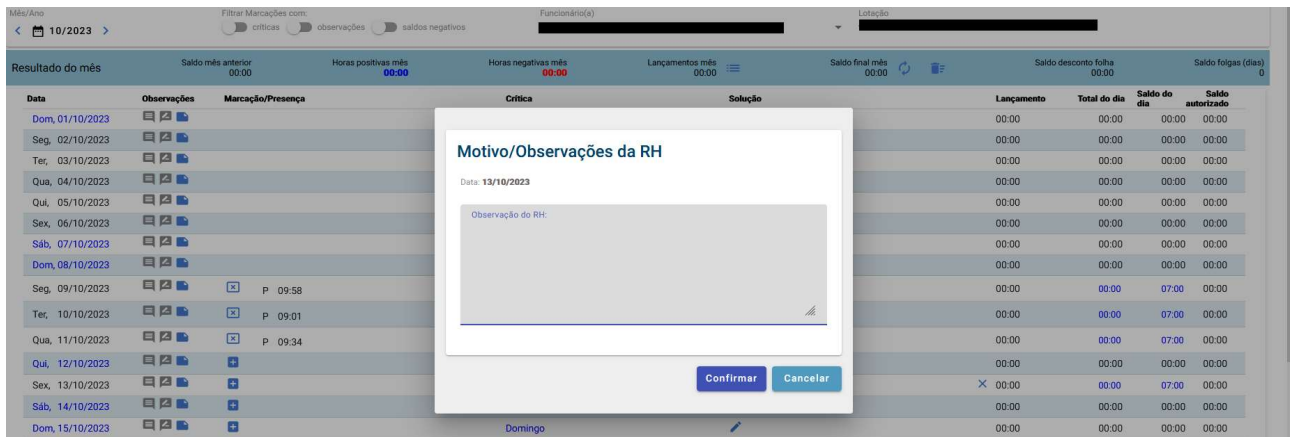 Mês/Ano Filtrar Marcações com: Funcionário(a) Lotação
10/2023 críticas observações saldos negativos
Resultado do mês Saldo mês anterior 00:00 Horas positivas mês 00:00 Horas negativas mês 00:00 Lançamentos mês 00:00 Saldo final mês 00:00 Saldo desconto folha 00:00 Saldo folgas (dias) 0
Data Observações Marcação/Presença Crítica Solução Lançamento Total do dia Saldo do dia Saldo autorizado
Dom, 01/10/2023 00:00 00:00 00:00 00:00
Seg, 02/10/2023 00:00 00:00 00:00 00:00
Ter, 03/10/2023 00:00 00:00 00:00 00:00
Qua, 04/10/2023 00:00 00:00 00:00 00:00
Qui, 05/10/2023 00:00 00:00 00:00 00:00
Sex, 06/10/2023 00:00 00:00 00:00 00:00
Sáb, 07/10/2023 00:00 00:00 00:00 00:00
Dom, 08/10/2023 00:00 00:00 00:00 00:00
Seg, 09/10/2023 P 09:58 00:00 00:00 07:00 00:00
Ter, 10/10/2023 P 09:01 00:00 00:00 07:00 00:00
Qua, 11/10/2023 P 09:34 00:00 00:00 07:00 00:00
Qui, 12/10/2023 00:00 00:00 00:00 00:00
Sex, 13/10/2023 00:00 00:00 07:00 00:00
Sáb, 14/10/2023 00:00 00:00 00:00 00:00
Dom, 15/10/2023 Domingo 00:00 00:00 00:00 00:00
Motivo/Observações da RH
Data: 13/10/2023
Observação do RH:
Confirmar Cancelar